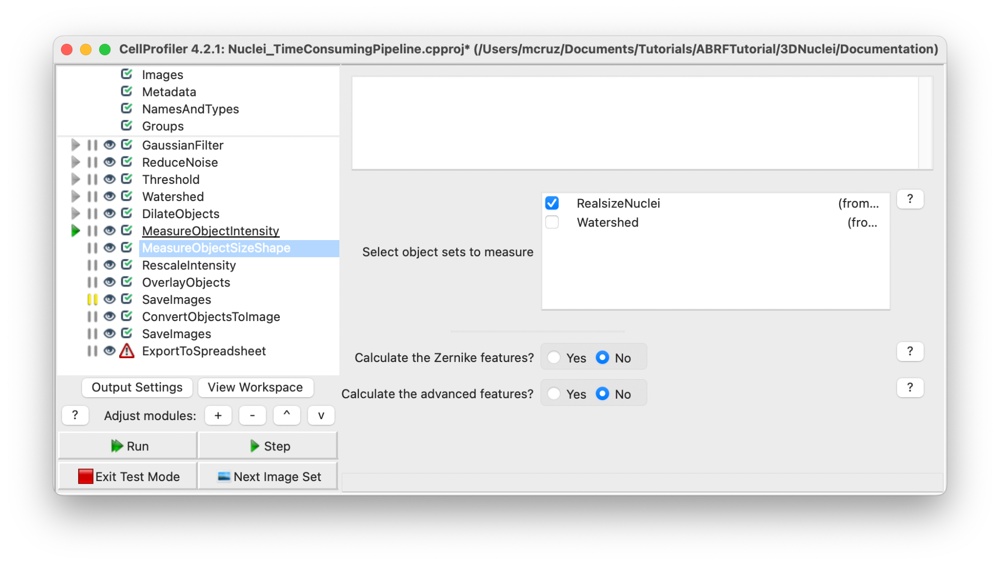 CellProfiler 4.2.1: Nuclei_TimeConsumingPipeline.cpproj* (/Users/mcruz/Documents/Tutorials/ABRFTutorial/3DNuclei/Documentation)
Images
Metadata
NamesAndTypes
Groups
GaussianFilter
ReduceNoise
Threshold
Watershed
DilateObjects
MeasureObjectIntensity
MeasureObjectSizeShape
RescaleIntensity
OverlayObjects
SaveImages
ConvertObjectsToImage
SaveImages
ExportToSpreadsheet
Output Settings View Workspace
? Adjust modules: + - ^ v
Run Step
Exit Test Mode Next Image Set
Select object sets to measure
RealsizeNuclei (from...
Watershed (fro...
?
Calculate the Zernike features? Yes No ?
Calculate the advanced features? Yes No ?